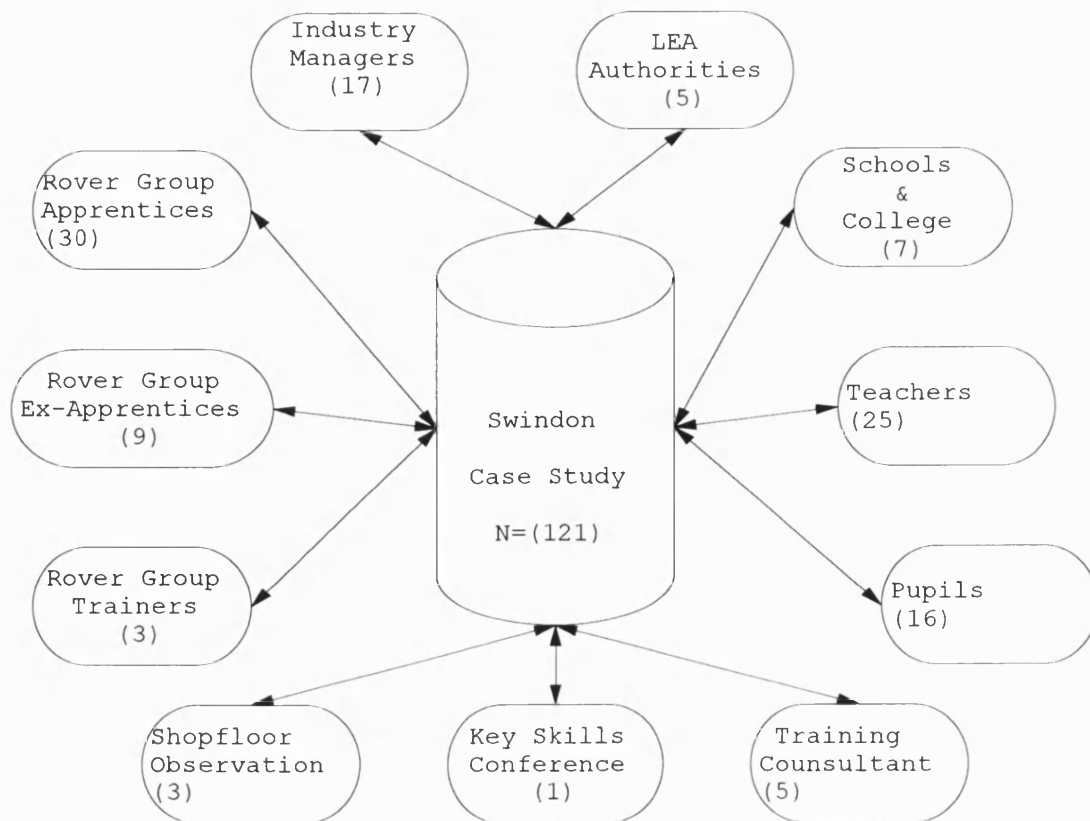 Industry
Managers
(17)
LEA
Authorities
(5)
Rover Group
Apprentices
(30)
Schools
&
College
(7)
Rover Group
Ex-Apprentices
(9)
Swindon
Case Study
N=(121)
Teachers
(25)
Rover Group
Trainers
(3)
Pupils
(16)
Shopfloor
Observation
(3)
Key Skills
Conference
(1)
Training
Counsultant
(5)